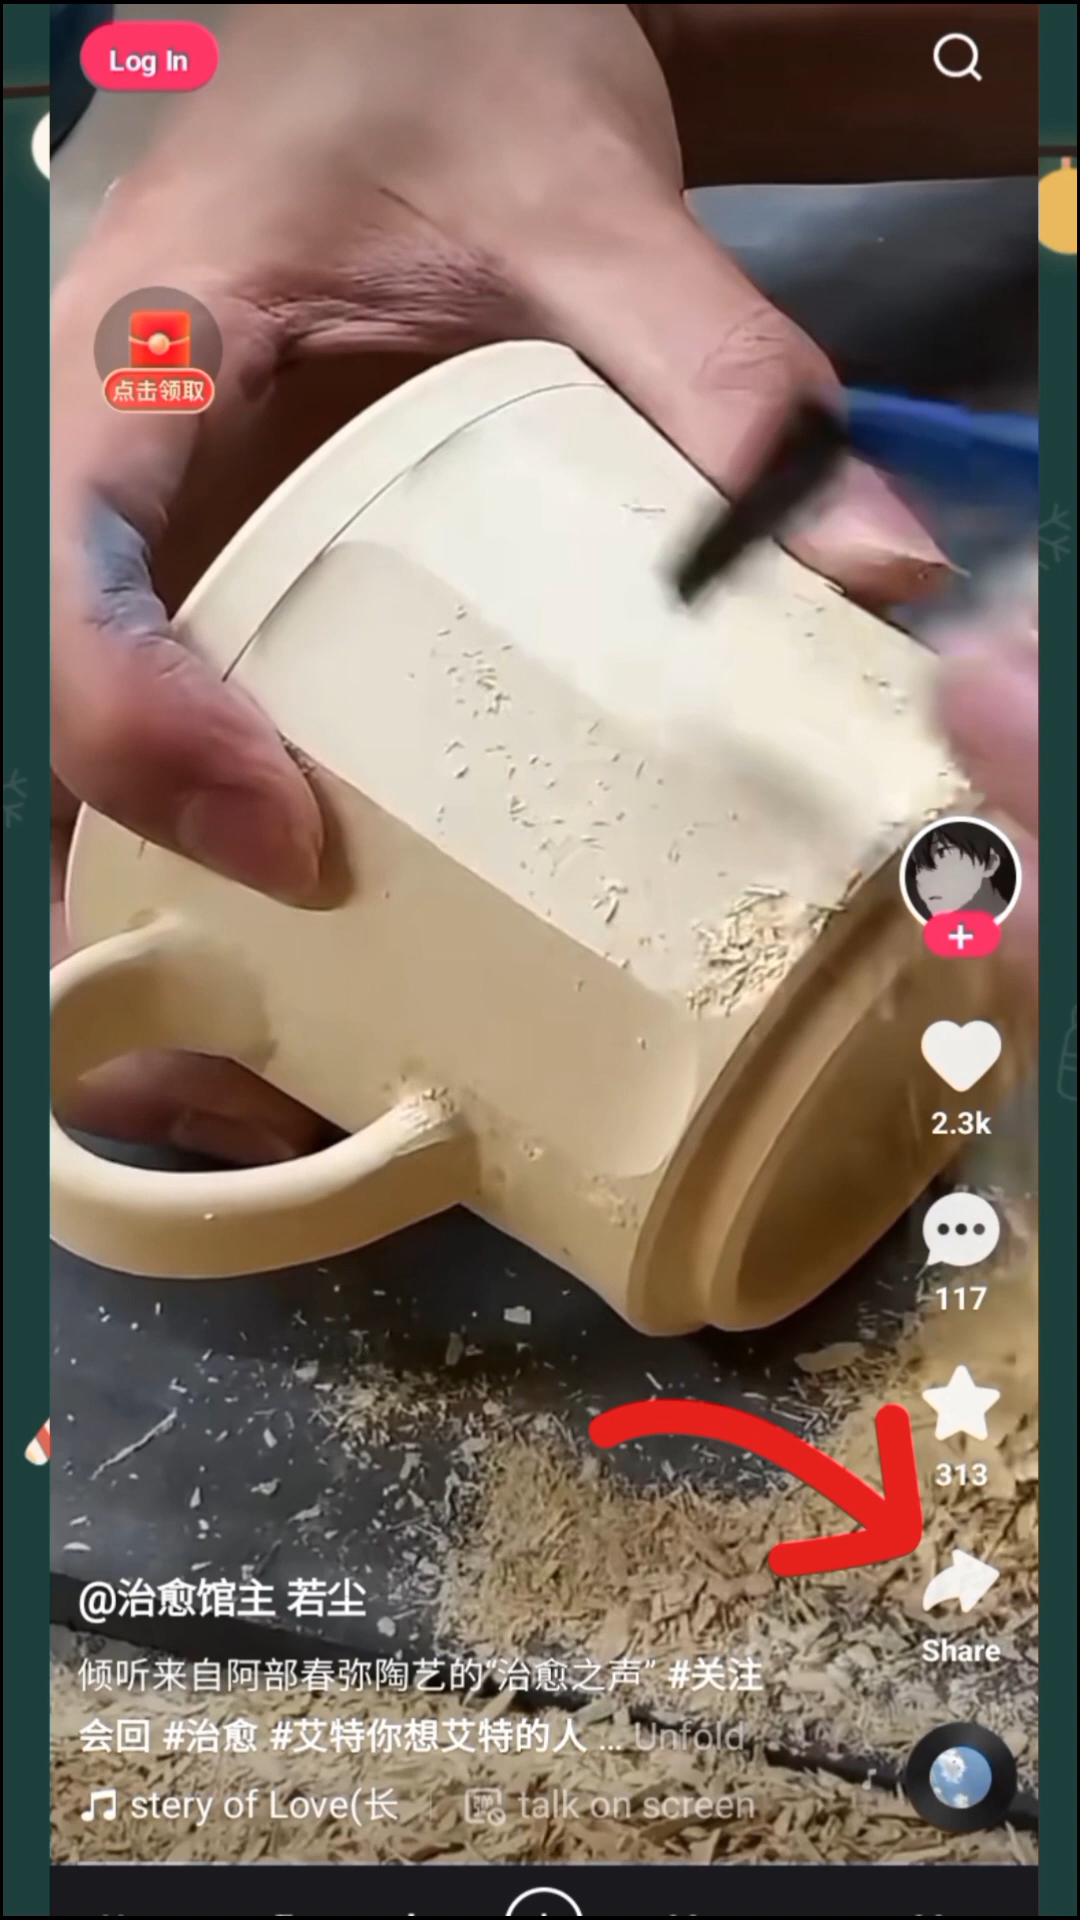 Log In
点击领取
2.3k
117
313
@治愈馆主 若尘
Share
倾听来自阿部春弥陶艺的“治愈之声” #关注
会回 #治愈 #艾特你想艾特的人 ... Unfold
stery of Love(长
talk on screen